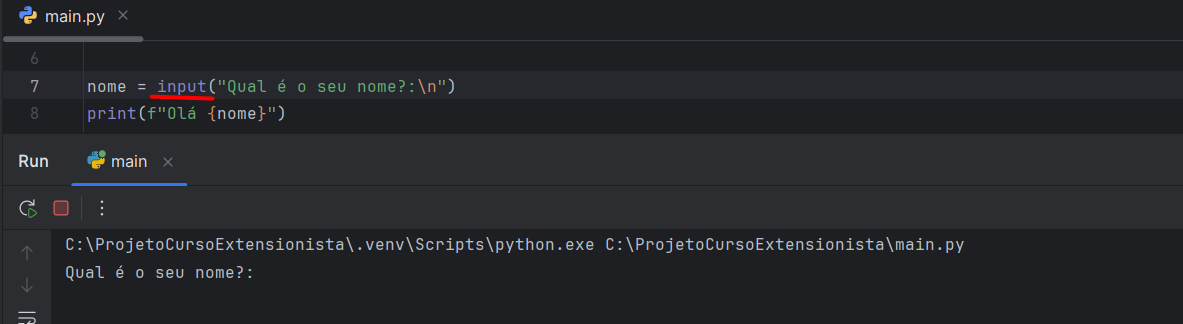 main.py
6
7 nome = input("Qual é o seu nome?:\n")
8 print(f"Olá {nome}")
Run main
C:\ProjetoCursoExtensionista\.venv\Scripts\python.exe C:\ProjetoCursoExtensionista\main.py
Qual é o seu nome?: